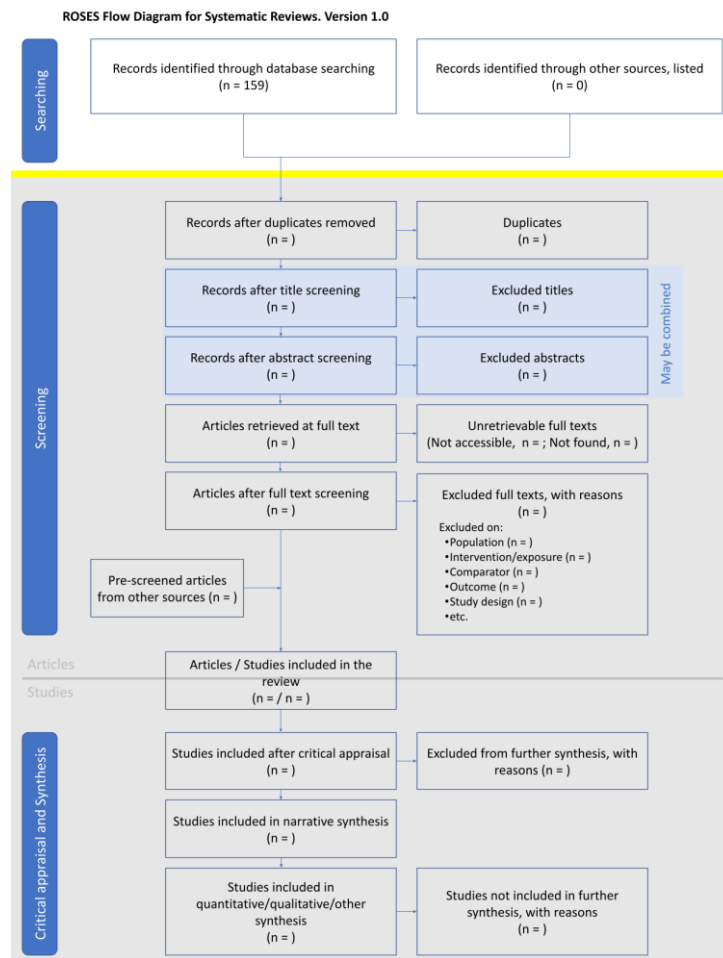 ROSES Flow Diagram for Systematic Reviews. Version 1.0
Searching
Records identified through database searching
(n = 159)
Records identified through other sources, listed
(n = 0)
Screening
Records after duplicates removed
(n = )
Duplicates
(n = )
Records after title screening
(n = )
Excluded titles
(n = )
May be combined
Records after abstract screening
(n = )
Excluded abstracts
(n = )
Articles retrieved at full text
(n = )
Unretrievable full texts
(Not accessible, n = ; Not found, n = )
Articles after full text screening
(n = )
Excluded full texts, with reasons
(n = )
Excluded on:
•Population (n = )
•Intervention/exposure (n = )
•Comparator (n = )
•Outcome (n = )
•Study design (n = )
•etc.
Pre-screened articles
from other sources (n = )
Articles
Studies
Articles / Studies included in the
review
(n = / n = )
Critical appraisal and Synthesis
Studies included after critical appraisal
(n = )
Excluded from further synthesis, with
reasons (n = )
Studies included in narrative synthesis
(n = )
Studies included in
quantitative/qualitative/other
synthesis
(n = )
Studies not included in further
synthesis, with reasons
(n = )